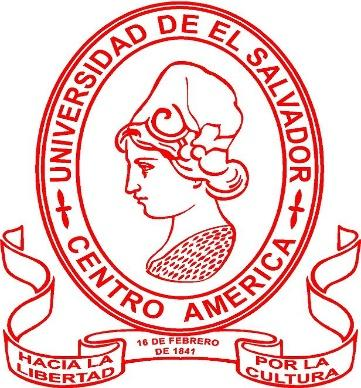 UNIVERSIDAD DE EL SALVADOR
CENTRO AMERICA
HACIA LA
LIBERTAD
16 DE FEBRERO
DE 1841
POR LA
CULTURA